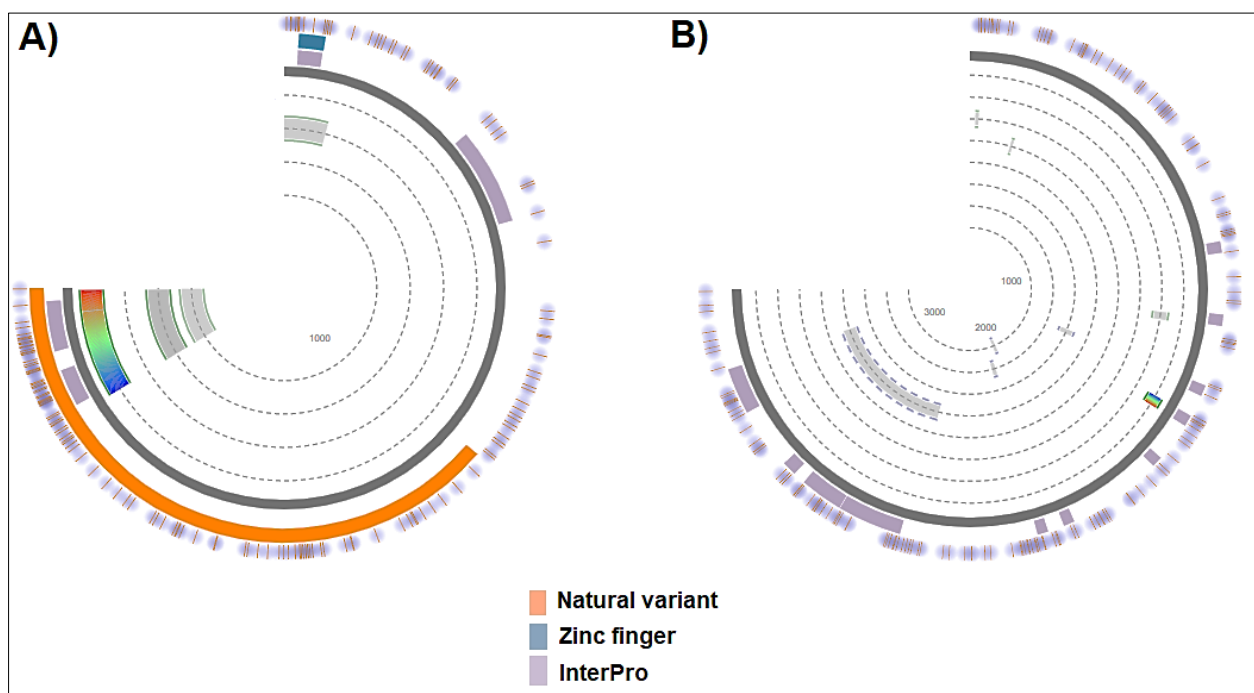 A)
B)
1000
1000
3000
2000
Natural variant
Zinc finger
InterPro